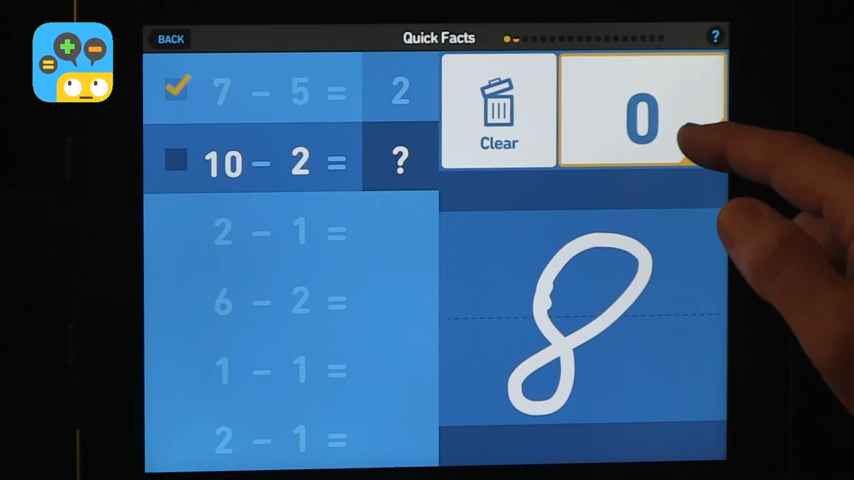 BACK
Quick Facts
?
7 - 5 = 2
Clear
0
10 - 2 = ?
2 - 1 =
6 - 2 =
1 - 1 =
2 - 1 =
8